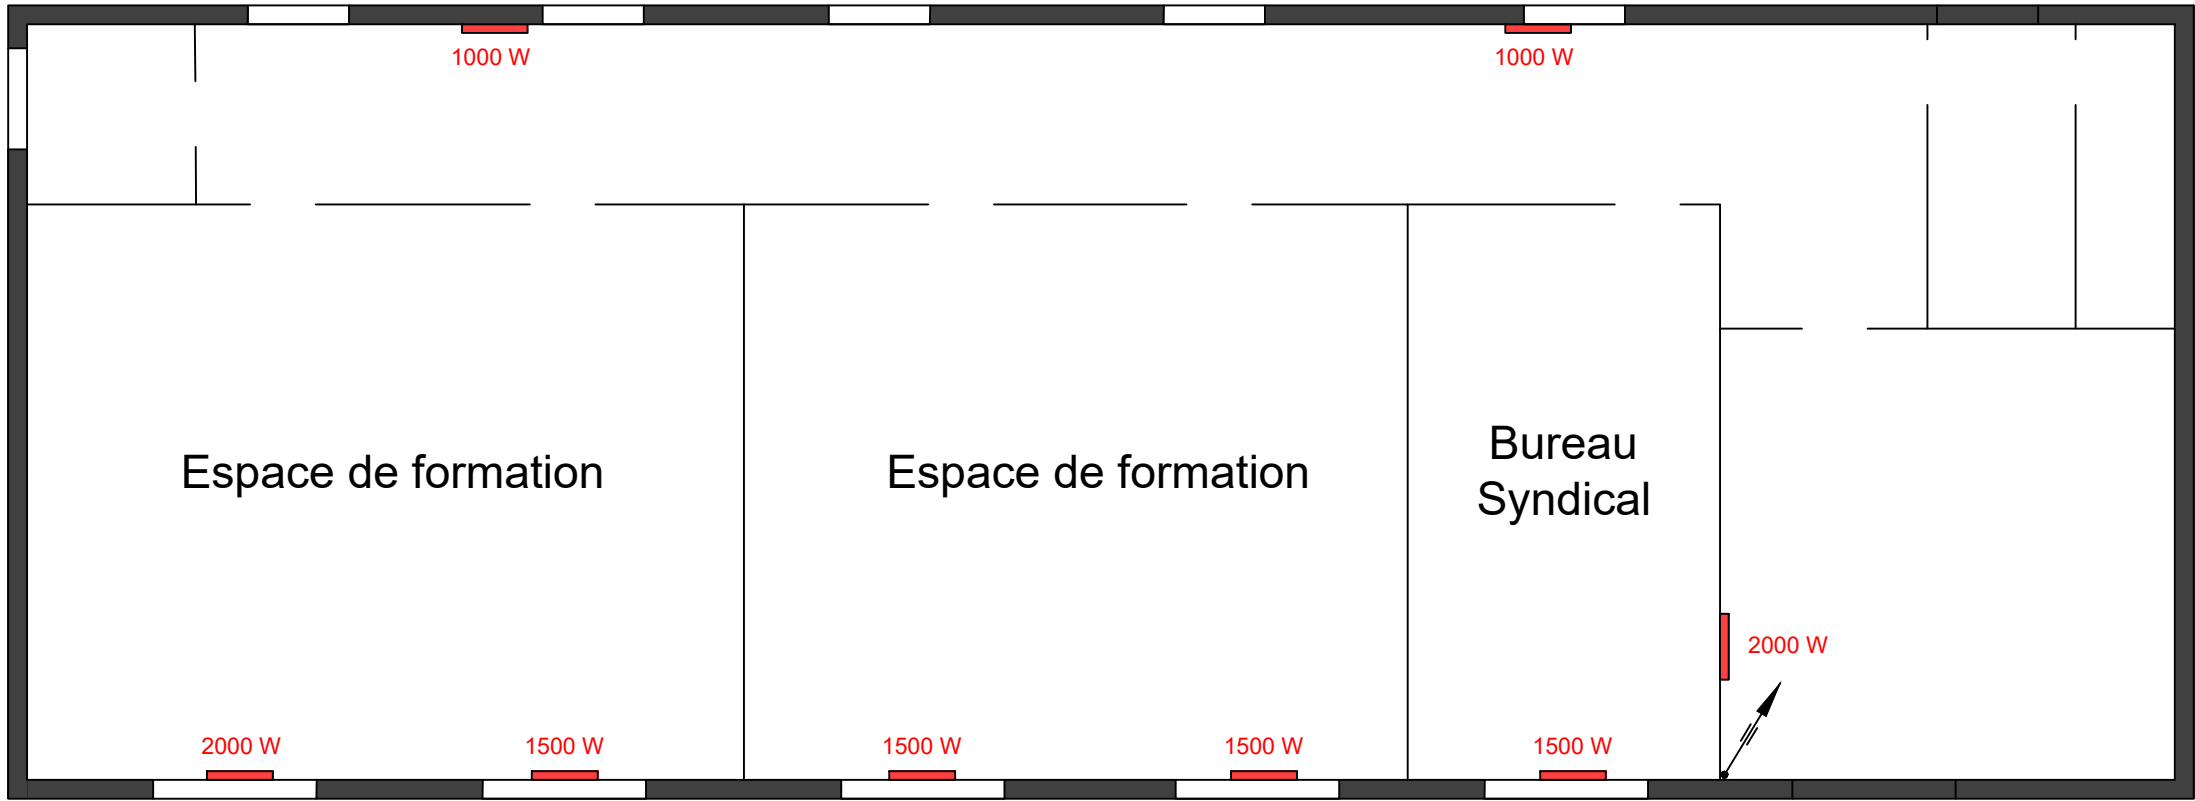 1000 W
1000 W
Espace de formation
Espace de formation
Bureau
Syndical
2000 W
2000 W
1500 W
1500 W
1500 W
1500 W